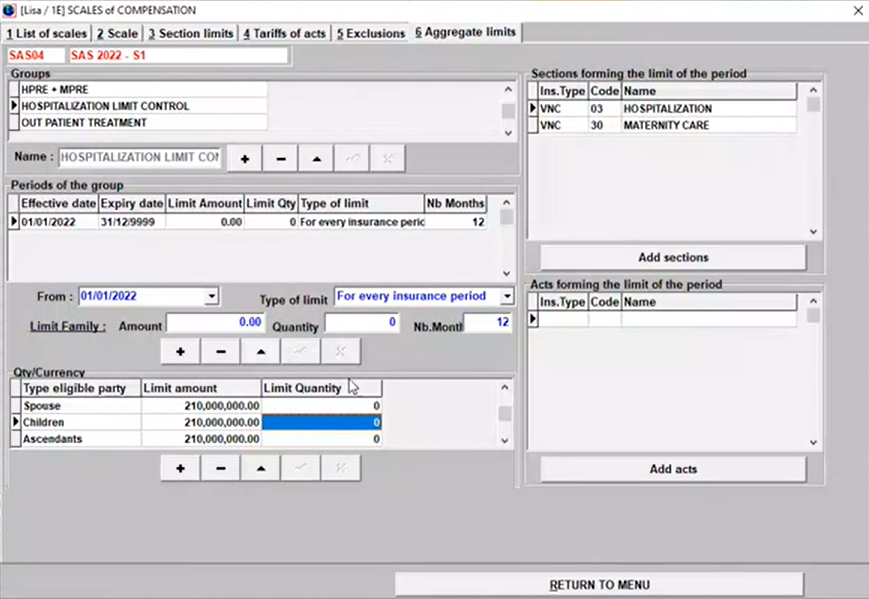 [Lisa / 1E] SCALES of COMPENSATION
1 List of scales 2 Scale 3 Section limits 4 Tariffs of acts 5 Exclusions 6 Aggregate limits
SAS04 SAS 2022 - S1
Groups
HPRE + MPRE
HOSPITALIZATION LIMIT CONTROL
OUT PATIENT TREATMENT
Name : HOSPITALIZATION LIMIT CON
Periods of the group
Effective date Expiry date Limit Amount Limit Qty Type of limit Nb Months
01/01/2022 31/12/9999 0.00 0 For every insurance peric 12
From : 01/01/2022 Type of limit For every insurance period
Limit Family : Amount 0.00 Quantity 0 Nb.Montl 12
Qty/Currency
Type eligible party Limit amount Limit Quantity
Spouse 210,000,000.00 0
Children 210,000,000.00 0
Ascendants 210,000,000.00 0
Sections forming the limit of the period
Ins.Type Code Name
VNC 03 HOSPITALIZATION
VNC 30 MATERNITY CARE
Add sections
Acts forming the limit of the period
Ins.Type Code Name
Add acts
RETURN TO MENU